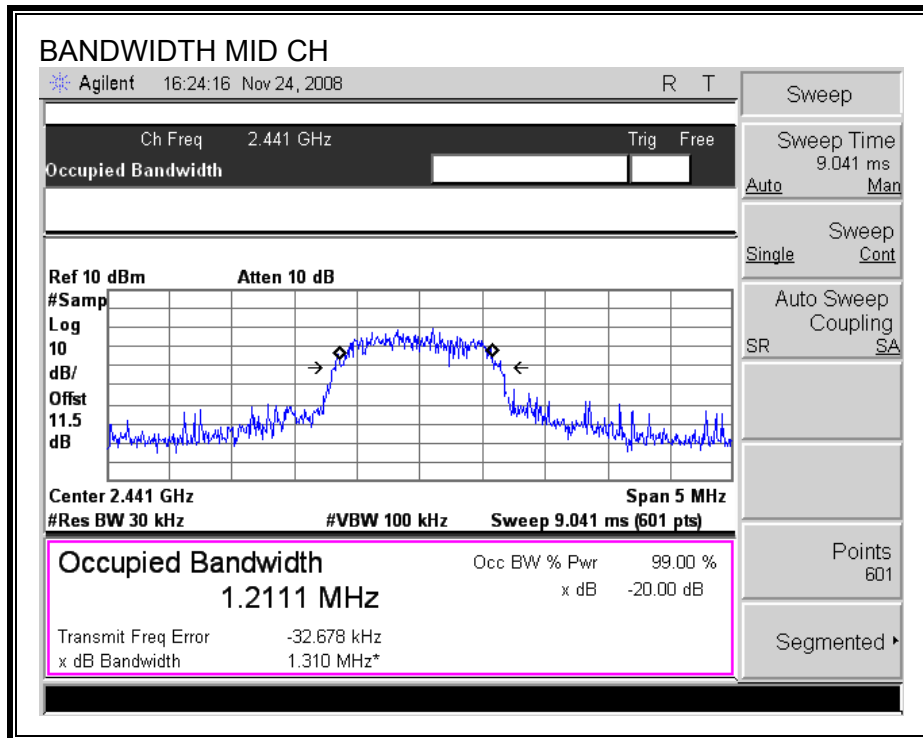 BANDWIDTH MID CH
Agilent 16:24:16 Nov 24, 2008 R T
Ch Freq 2.441 GHz Trig Free
Occupied Bandwidth
Ref 10 dBm Atten 10 dB
#Samp
Log
10
dB/
Offst
11.5
dB
Center 2.441 GHz Span 5 MHz
#Res BW 30 kHz #VBW 100 kHz Sweep 9.041 ms (601 pts)
Occupied Bandwidth
1.2111 MHz
Occ BW % Pwr 99.00 %
x dB -20.00 dB
Transmit Freq Error -32.678 kHz
x dB Bandwidth 1.310 MHz*
Sweep
Sweep Time
9.041 ms
Auto Man
Sweep
Single Cont
Auto Sweep
Coupling
SR SA
Points
601
Segmented